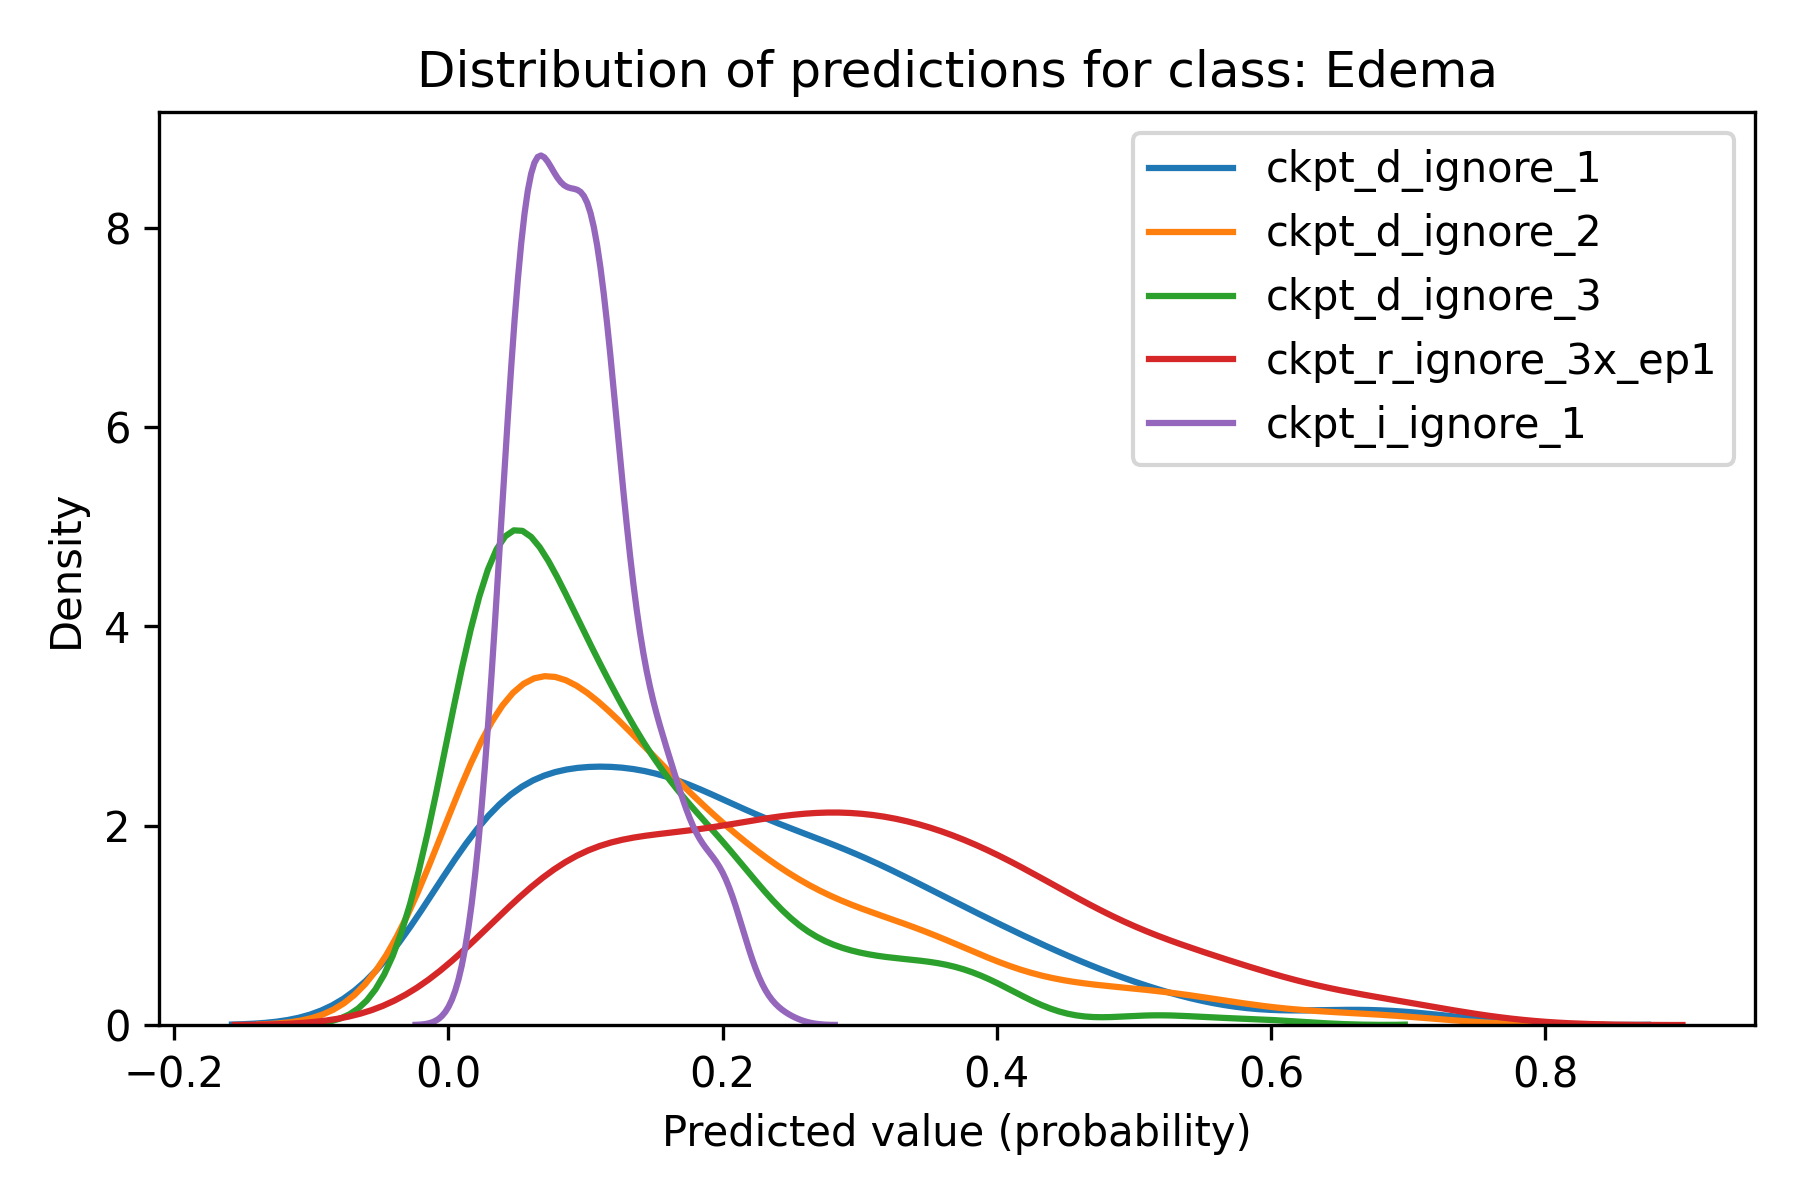 Distribution of predictions for class: Edema
ckpt_d_ignore_1
ckpt_d_ignore_2
ckpt_d_ignore_3
ckpt_r_ignore_3x_ep1
ckpt_i_ignore_1
Density
8
6
4
2
0
−0.2 0.0 0.2 0.4 0.6 0.8
Predicted value (probability)